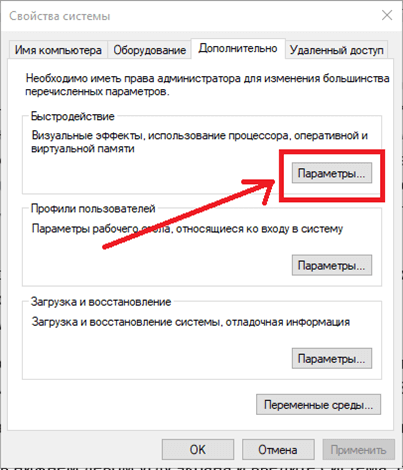 Свойства системы
Имя компьютера
Оборудование
Дополнительно
Удаленный доступ
Необходимо иметь права администратора для изменения большинства
перечисленных параметров.
Быстродействие
Визуальные эффекты, использование процессора, оперативной и
виртуальной памяти
Параметры...
Профили пользователей
Параметры рабочего стола, относящиеся ко входу в систему
Параметры...
Загрузка и восстановление
Загрузка и восстановление системы, отладочная информация
Параметры...
Переменные среды...
ОК
Отмена
Применить